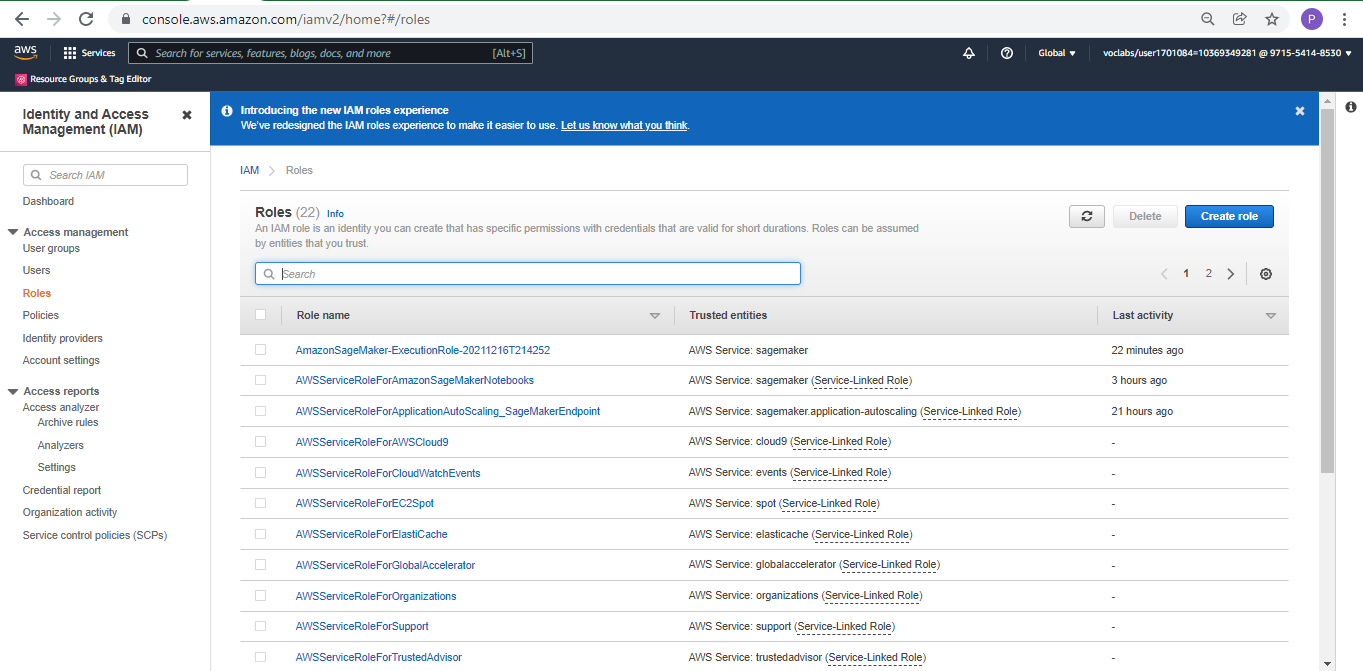 console.aws.amazon.com/iamv2/home?#/roles
P
aws
Services
Search for services, features, blogs, docs, and more
[Alt+S]
Global
voclabs/user1701084=10369349281 @ 9715-5414-8530
Resource Groups & Tag Editor
Identity and Access
Management (IAM)
Search IAM
Dashboard
Access management
User groups
Users
Roles
Policies
Identity providers
Account settings
Access reports
Access analyzer
Archive rules
Analyzers
Settings
Credential report
Organization activity
Service control policies (SCPs)
Introducing the new IAM roles experience
We've redesigned the IAM roles experience to make it easier to use. Let us know what you think.
IAM > Roles
Roles (22) Info
An IAM role is an identity you can create that has specific permissions with credentials that are valid for short durations. Roles can be assumed
by entities that you trust.
Delete
Create role
Search
1 2
Role name Trusted entities Last activity
AmazonSageMaker-ExecutionRole-20211216T214252 AWS Service: sagemaker 22 minutes ago
AWSServiceRoleForAmazonSageMakerNotebooks AWS Service: sagemaker (Service-Linked Role) 3 hours ago
AWSServiceRoleForApplicationAutoScaling_SageMakerEndpoint AWS Service: sagemaker.application-autoscaling (Service-Linked Role) 21 hours ago
AWSServiceRoleForAWSCloud9 AWS Service: cloud9 (Service-Linked Role) -
AWSServiceRoleForCloudWatchEvents AWS Service: events (Service-Linked Role) -
AWSServiceRoleForEC2Spot AWS Service: spot (Service-Linked Role) -
AWSServiceRoleForElastiCache AWS Service: elasticache (Service-Linked Role) -
AWSServiceRoleForGlobalAccelerator AWS Service: globalaccelerator (Service-Linked Role) -
AWSServiceRoleForOrganizations AWS Service: organizations (Service-Linked Role) -
AWSServiceRoleForSupport AWS Service: support (Service-Linked Role) -
AWSServiceRoleForTrustedAdvisor AWS Service: trustedadvisor (Service-Linked Role) -